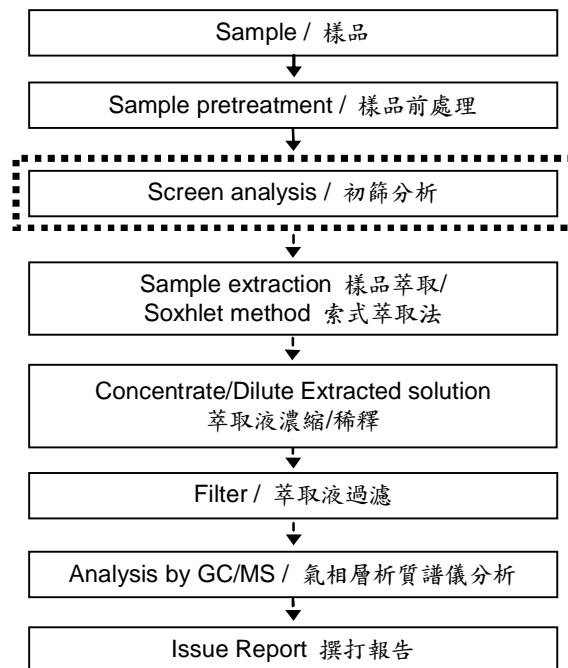 Sample / 樣品
Sample pretreatment / 樣品前處理
Screen analysis / 初篩分析
Sample extraction 樣品萃取/
Soxhlet method 索式萃取法
Concentrate/Dilute Extracted solution
萃取液濃縮/稀釋
Filter / 萃取液過濾
Analysis by GC/MS / 氣相層析質譜儀分析
Issue Report 撰打報告